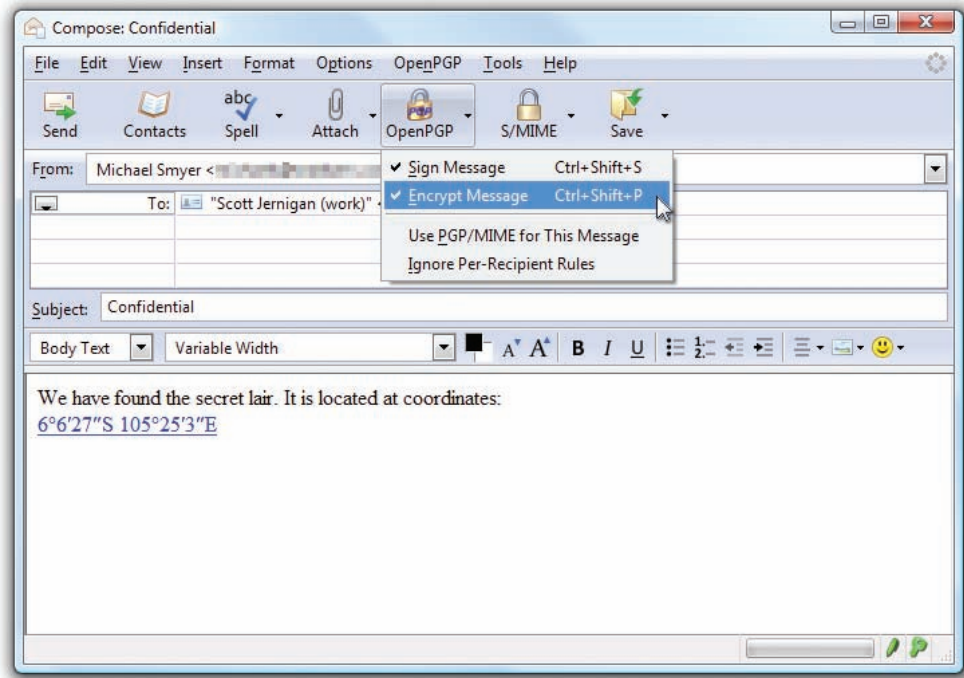 Compose: Confidential
File Edit View Insert Format Options OpenPGP Tools Help
Send Contacts Spell Attach OpenPGP S/MIME Save
abc
PGP
From: Michael Smyer <
Sign Message Ctrl+Shift+S
To: "Scott Jernigan (work)"
Encrypt Message Ctrl+Shift+P
Use PGP/MIME for This Message
Ignore Per-Recipient Rules
Subject: Confidential
Body Text Variable Width A A B I U
We have found the secret lair. It is located at coordinates:
6°6'27"S 105°25'3"E